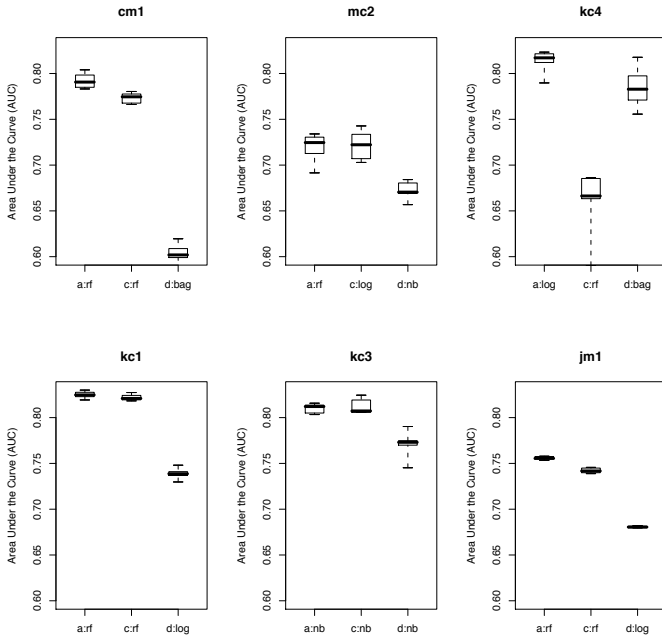 cm1
Area Under the Curve (AUC)
0.60 0.65 0.70 0.75 0.80
a:rf c:rf d:bag
mc2
Area Under the Curve (AUC)
0.60 0.65 0.70 0.75 0.80
a:rf c:log d:nb
kc4
Area Under the Curve (AUC)
0.60 0.65 0.70 0.75 0.80
a:log c:rf d:bag
kc1
Area Under the Curve (AUC)
0.60 0.65 0.70 0.75 0.80
a:rf c:rf d:log
kc3
Area Under the Curve (AUC)
0.60 0.65 0.70 0.75 0.80
a:nb c:nb d:nb
jm1
Area Under the Curve (AUC)
0.60 0.65 0.70 0.75 0.80
a:rf c:rf d:log